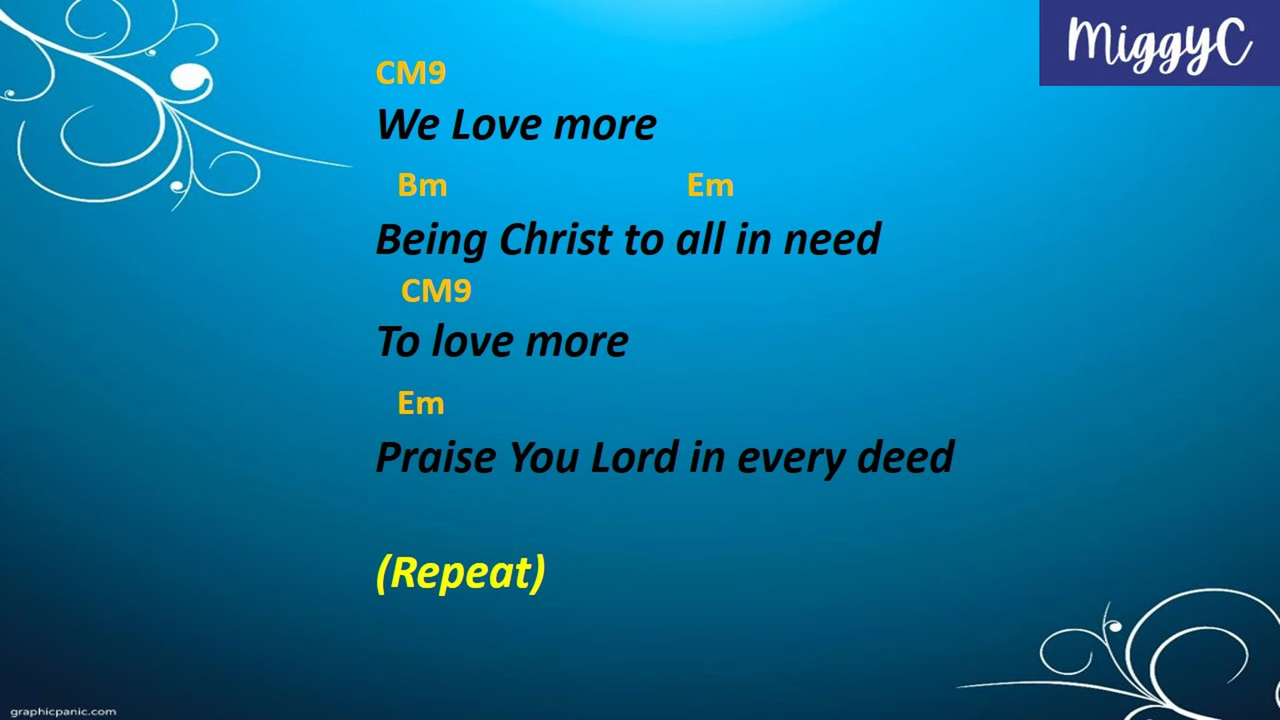 MiggyC
CM9
We Love more
Bm Em
Being Christ to all in need
CM9
To love more
Em
Praise You Lord in every deed
(Repeat)
graphicpanic.com